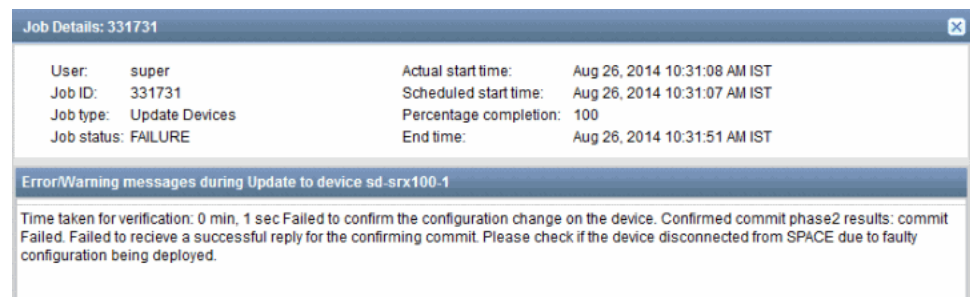 Job Details: 331731
User: super
Actual start time: Aug 26, 2014 10:31:08 AM IST
Job ID: 331731
Scheduled start time: Aug 26, 2014 10:31:07 AM IST
Job type: Update Devices
Percentage completion: 100
Job status: FAILURE
End time: Aug 26, 2014 10:31:51 AM IST
Error/Warning messages during Update to device sd-srx100-1
Time taken for verification: 0 min, 1 sec Failed to confirm the configuration change on the device. Confirmed commit phase2 results: commit
Failed. Failed to recieve a successful reply for the confirming commit. Please check if the device disconnected from SPACE due to faulty
configuration being deployed.